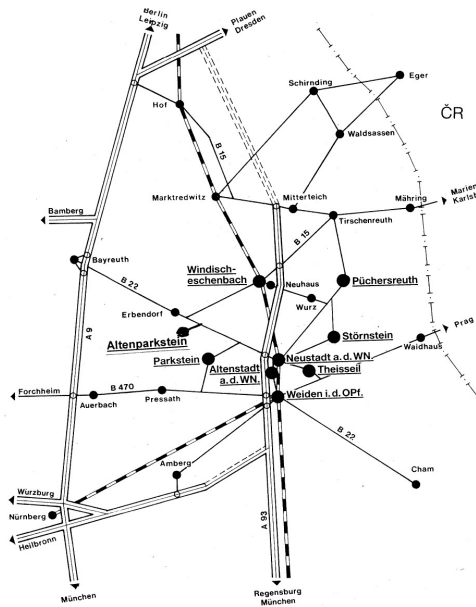 Berlin
Leipzig
Plauen
Dresden
Hof
Schirnding
Eger
ČR
Waldsassen
B 15
Marktredwitz
Mitterteich
Mähring
Marien
Karlsb
Tirschenreuth
Bamberg
B 15
Bayreuth
Windisch-
eschenbach
Neuhaus
Püchersreuth
B 22
Wurz
Erbendorf
A 9
Altenparkstein
Störnstein
Prag
Waidhaus
Parkstein
Neustadt a.d.WN.
Altenstadt
a.d.WN.
Theisseil
B 470
Forchheim
Pressath
Auerbach
Weiden i.d.OPf.
B 22
Amberg
Cham
Würzburg
Nürnberg
A 93
Heilbronn
München
Regensburg
München